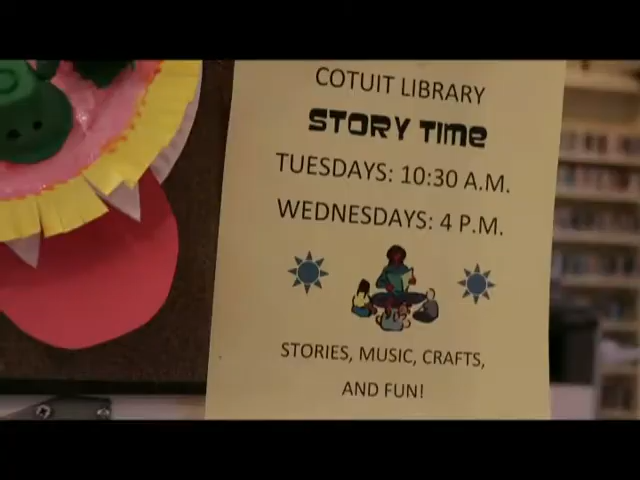 COTUIT LIBRARY
STORY TIME
TUESDAYS: 10:30 A.M.
WEDNESDAYS: 4 P.M.
STORIES, MUSIC, CRAFTS,
AND FUN!